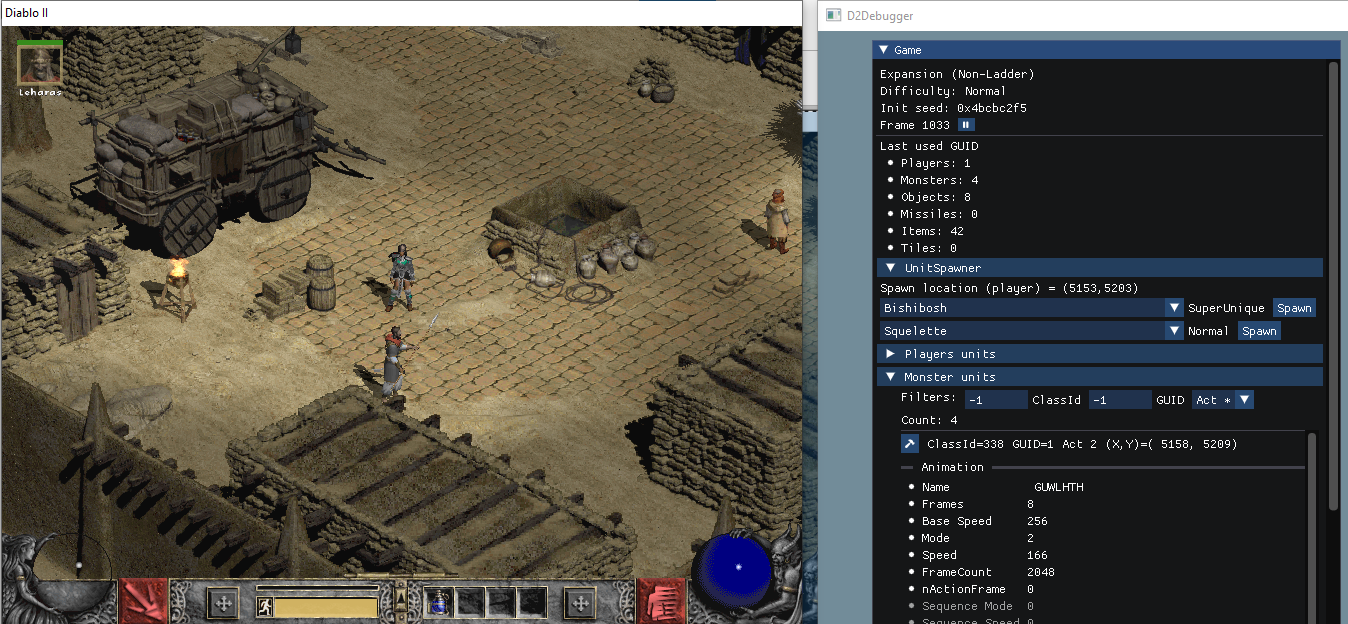 Diablo II
Leharas
D2Debugger
Game
Expansion (Non-Ladder)
Difficulty: Normal
Init seed: 0x4bcbc2f5
Frame 1033
Last used GUID
Players: 1
Monsters: 4
Objects: 8
Missiles: 0
Items: 42
Tiles: 0
UnitSpawner
Spawn location (player) = (5153,5203)
Bishibosh SuperUnique Spawn
Squelette Normal Spawn
Players units
Monster units
Filters: -1 ClassId -1 GUID Act *
Count: 4
ClassId=338 GUID=1 Act 2 (X,Y)=( 5158, 5209)
Animation
Name GUWLHTH
Frames 8
Base Speed 256
Mode 2
Speed 166
FrameCount 2048
nActionFrame 0
Sequence Mode 0
Sequence Speed 0